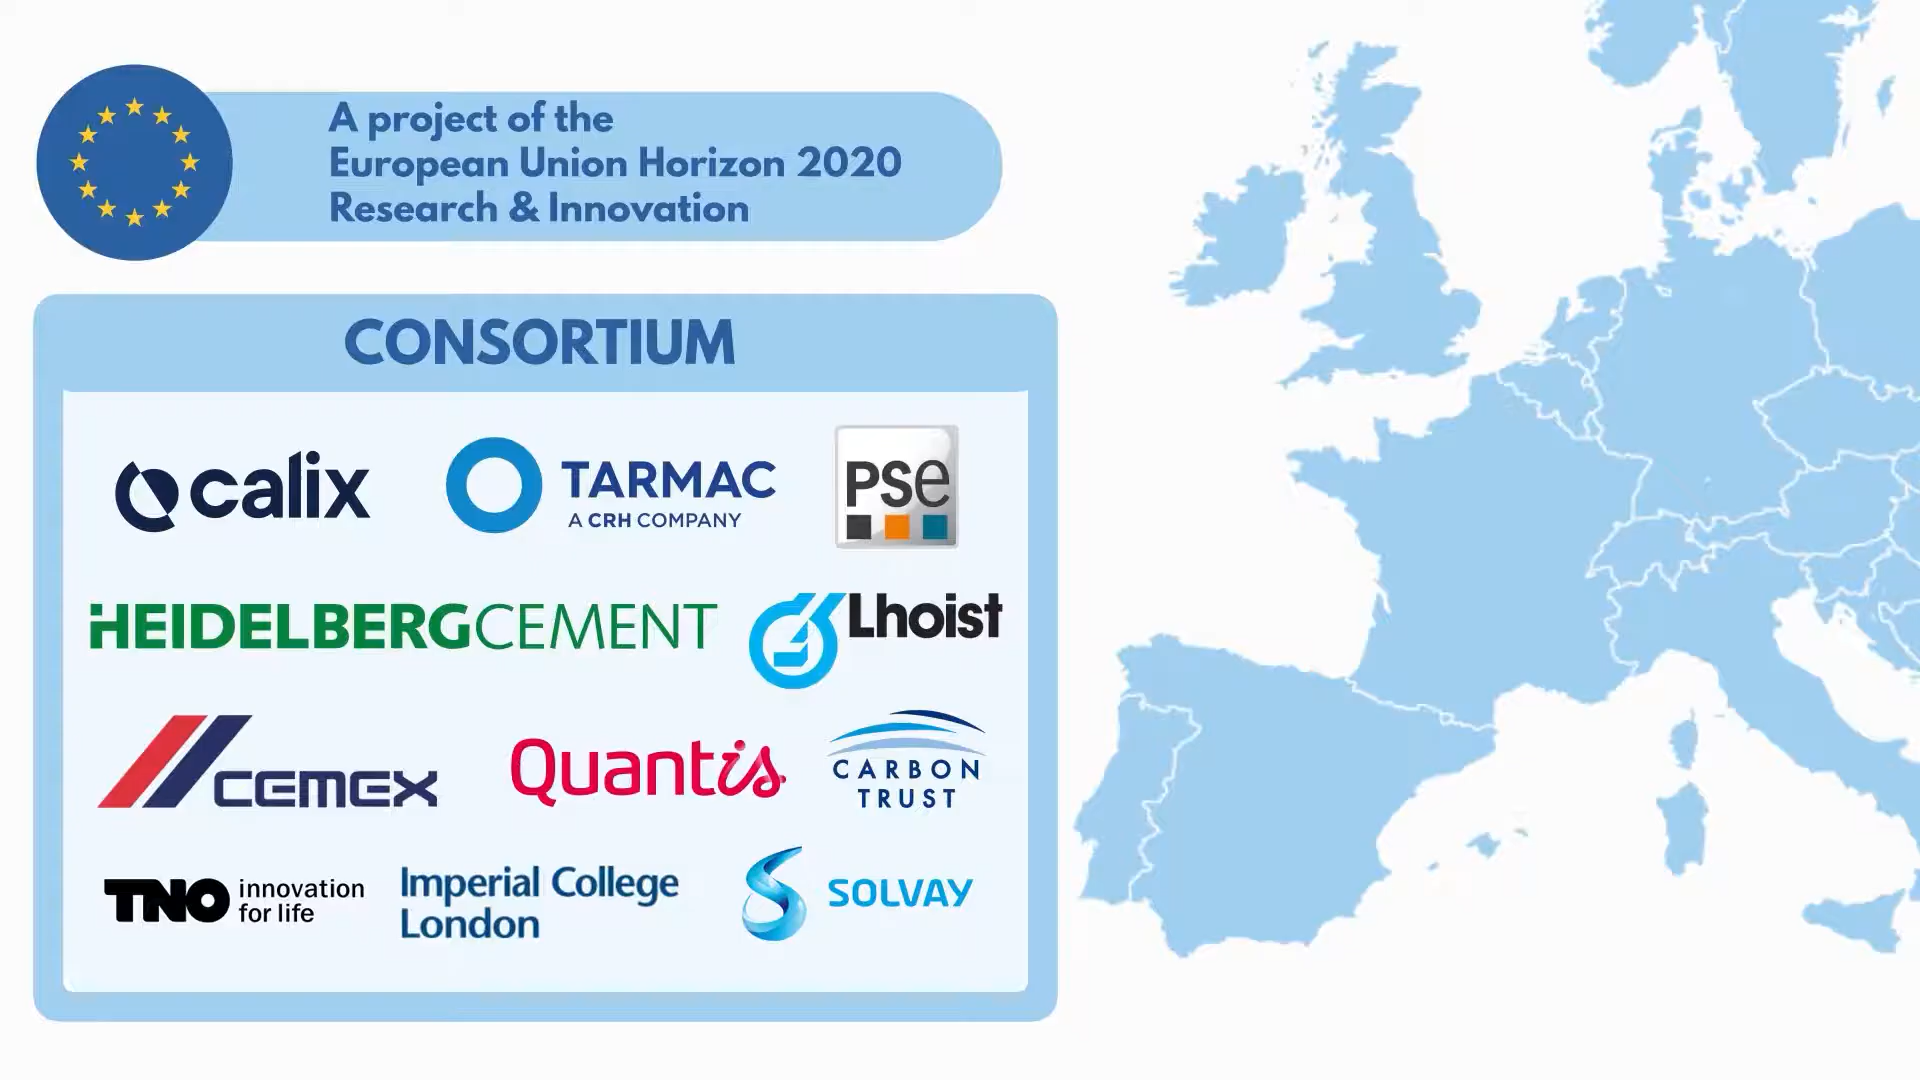 A project of the
European Union Horizon 2020
Research & Innovation
CONSORTIUM
calix
TARMAC
A CRH COMPANY
PSe
HEIDELBERGCEMENT
Lhoist
CEMEX
Quantis
CARBON
TRUST
TNO innovation
for life
Imperial College
London
SOLVAY